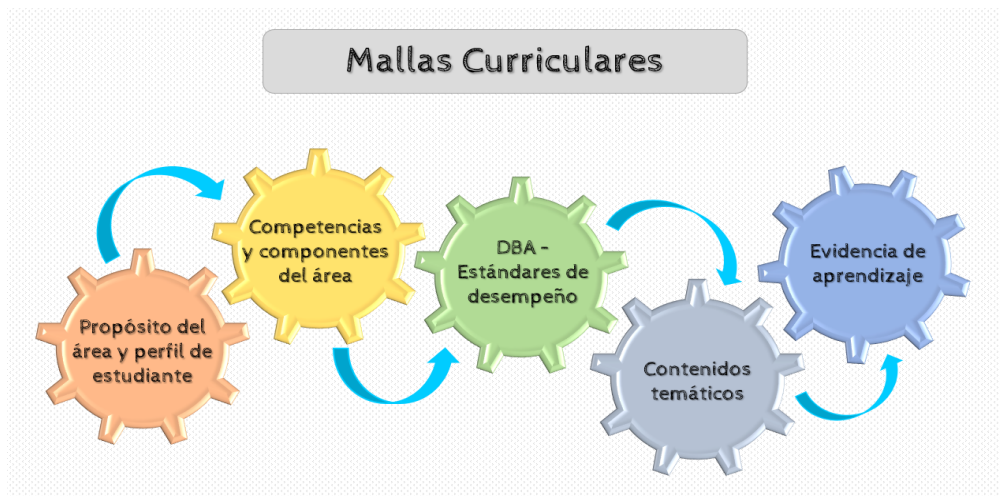 Mallas Curriculares
Propósito del
área y perfil de
estudiante
Competencias
y componentes
del área
DBA -
Estándares de
desempeño
Contenidos
temáticos
Evidencia de
aprendizaje